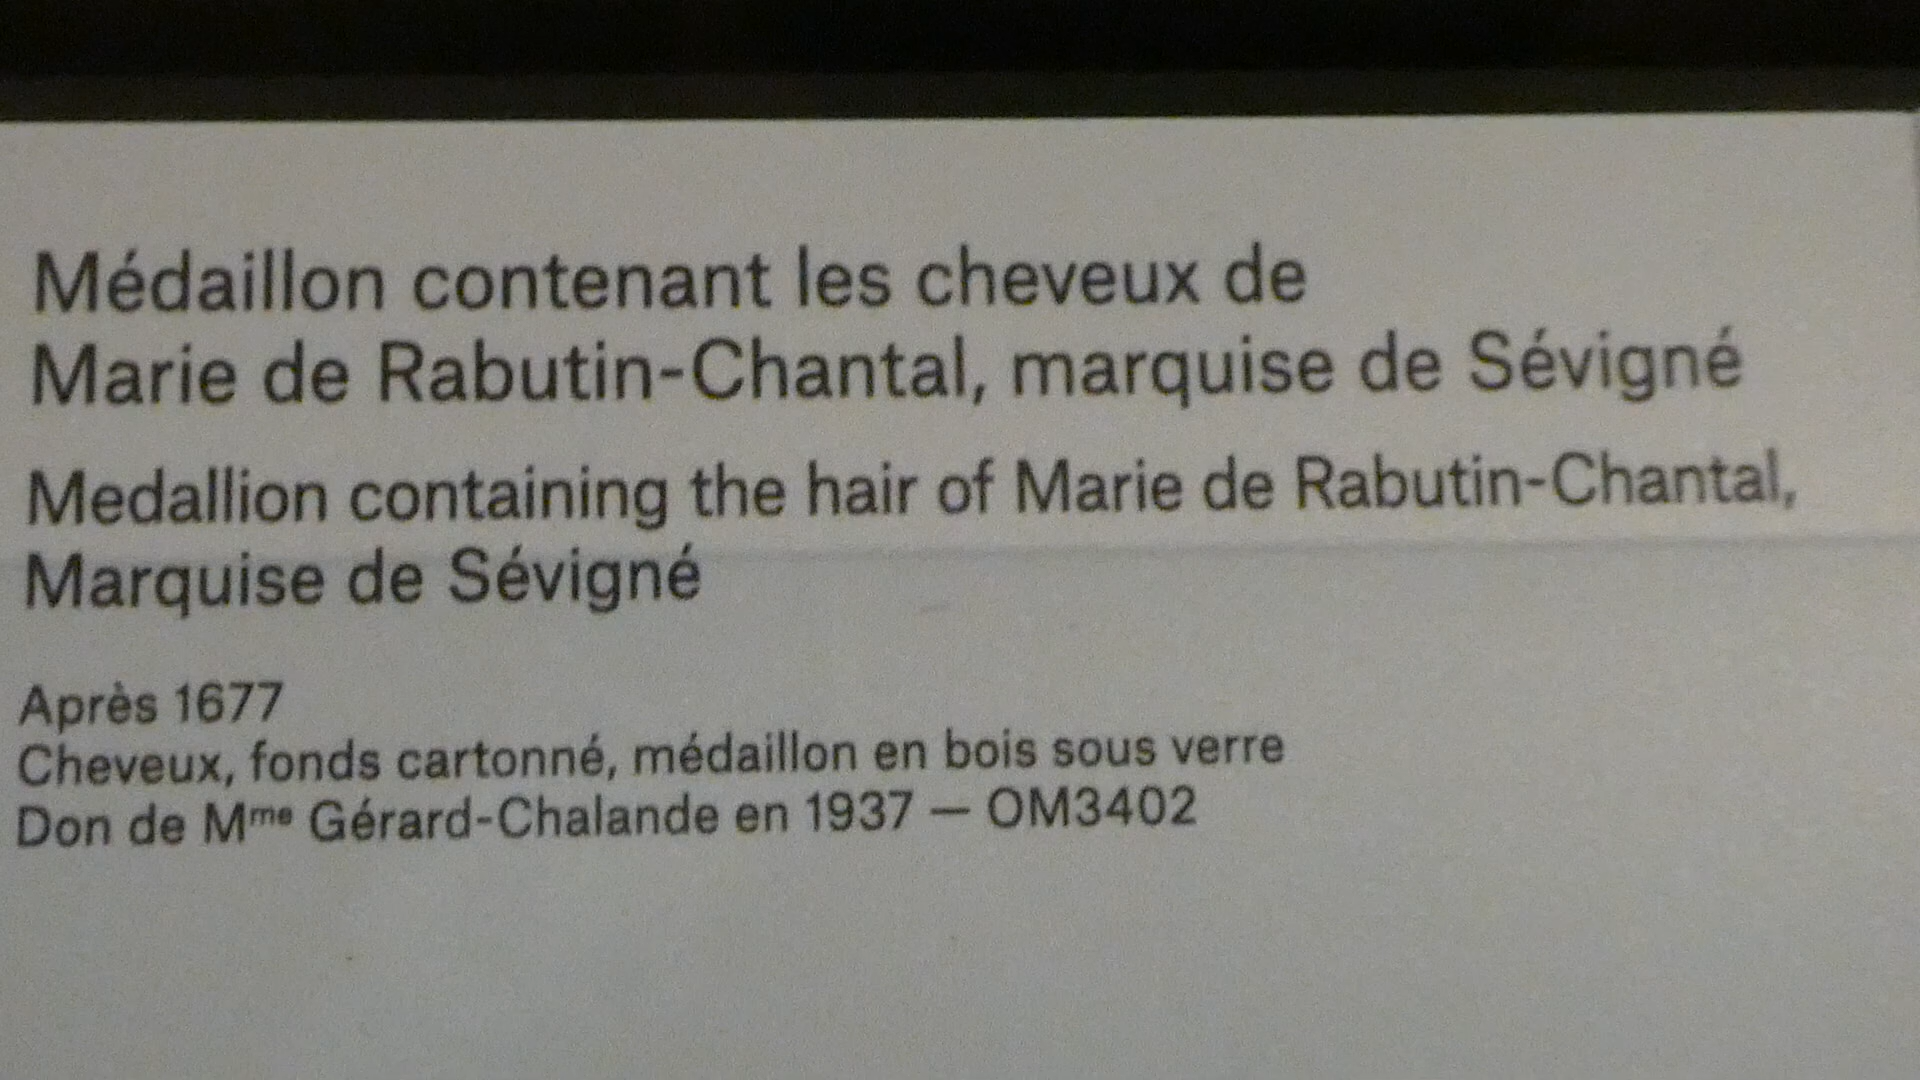 Médaillon contenant les cheveux de
Marie de Rabutin-Chantal, marquise de Sévigné
Medallion containing the hair of Marie de Rabutin-Chantal,
Marquise de Sévigné
Après 1677
Cheveux, fonds cartonné, médaillon en bois sous verre
Don de Mme Gérard-Chalande en 1937 — OM3402